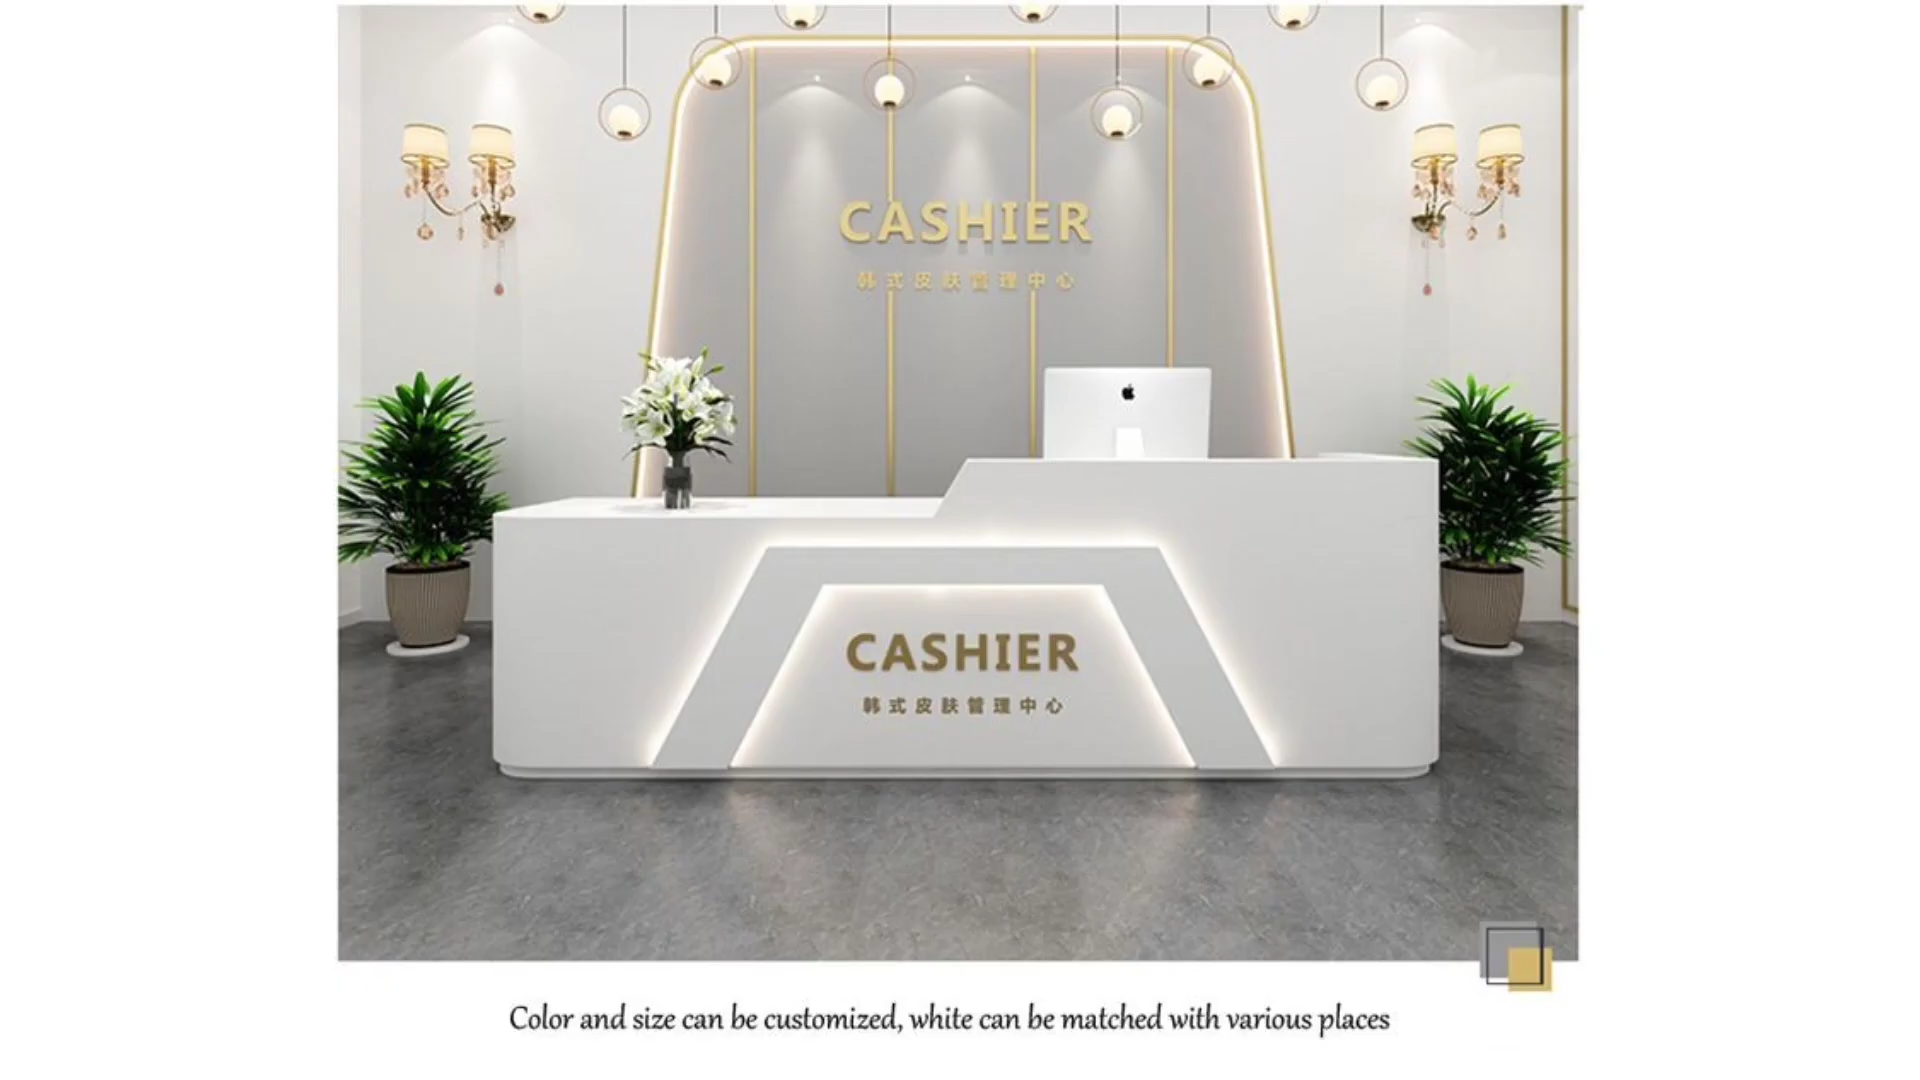 CASHIER
韩式皮肤管理中心
CASHIER
韩式皮肤管理中心
Color and size can be customized, white can be matched with various places